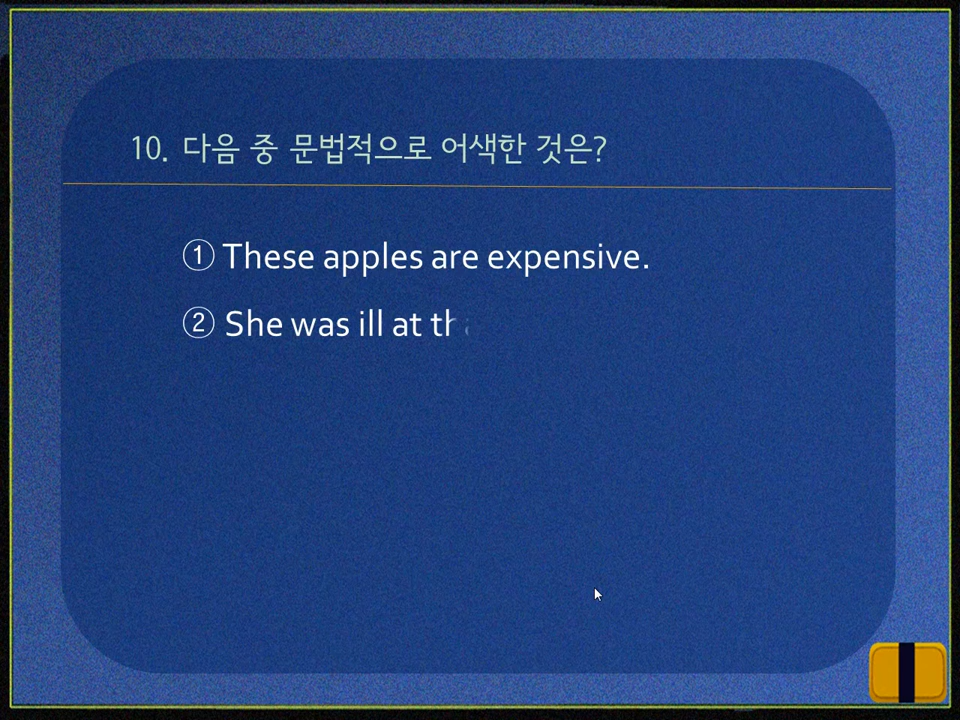 10. 다음 중 문법적으로 어색한 것은?
① These apples are expensive.
② She was ill at